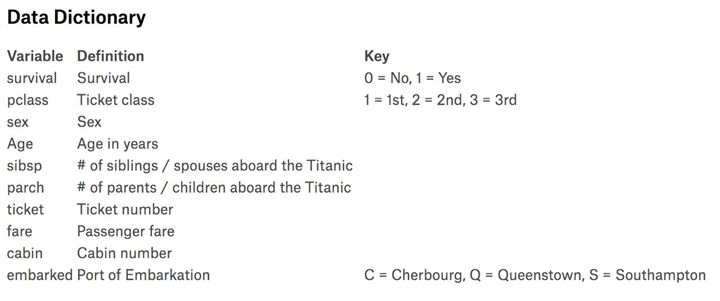 Data Dictionary
Variable Definition Key
survival Survival 0 = No, 1 = Yes
pclass Ticket class 1 = 1st, 2 = 2nd, 3 = 3rd
sex Sex
Age Age in years
sibsp # of siblings / spouses aboard the Titanic
parch # of parents / children aboard the Titanic
ticket Ticket number
fare Passenger fare
cabin Cabin number
embarked Port of Embarkation C = Cherbourg, Q = Queenstown, S = Southampton